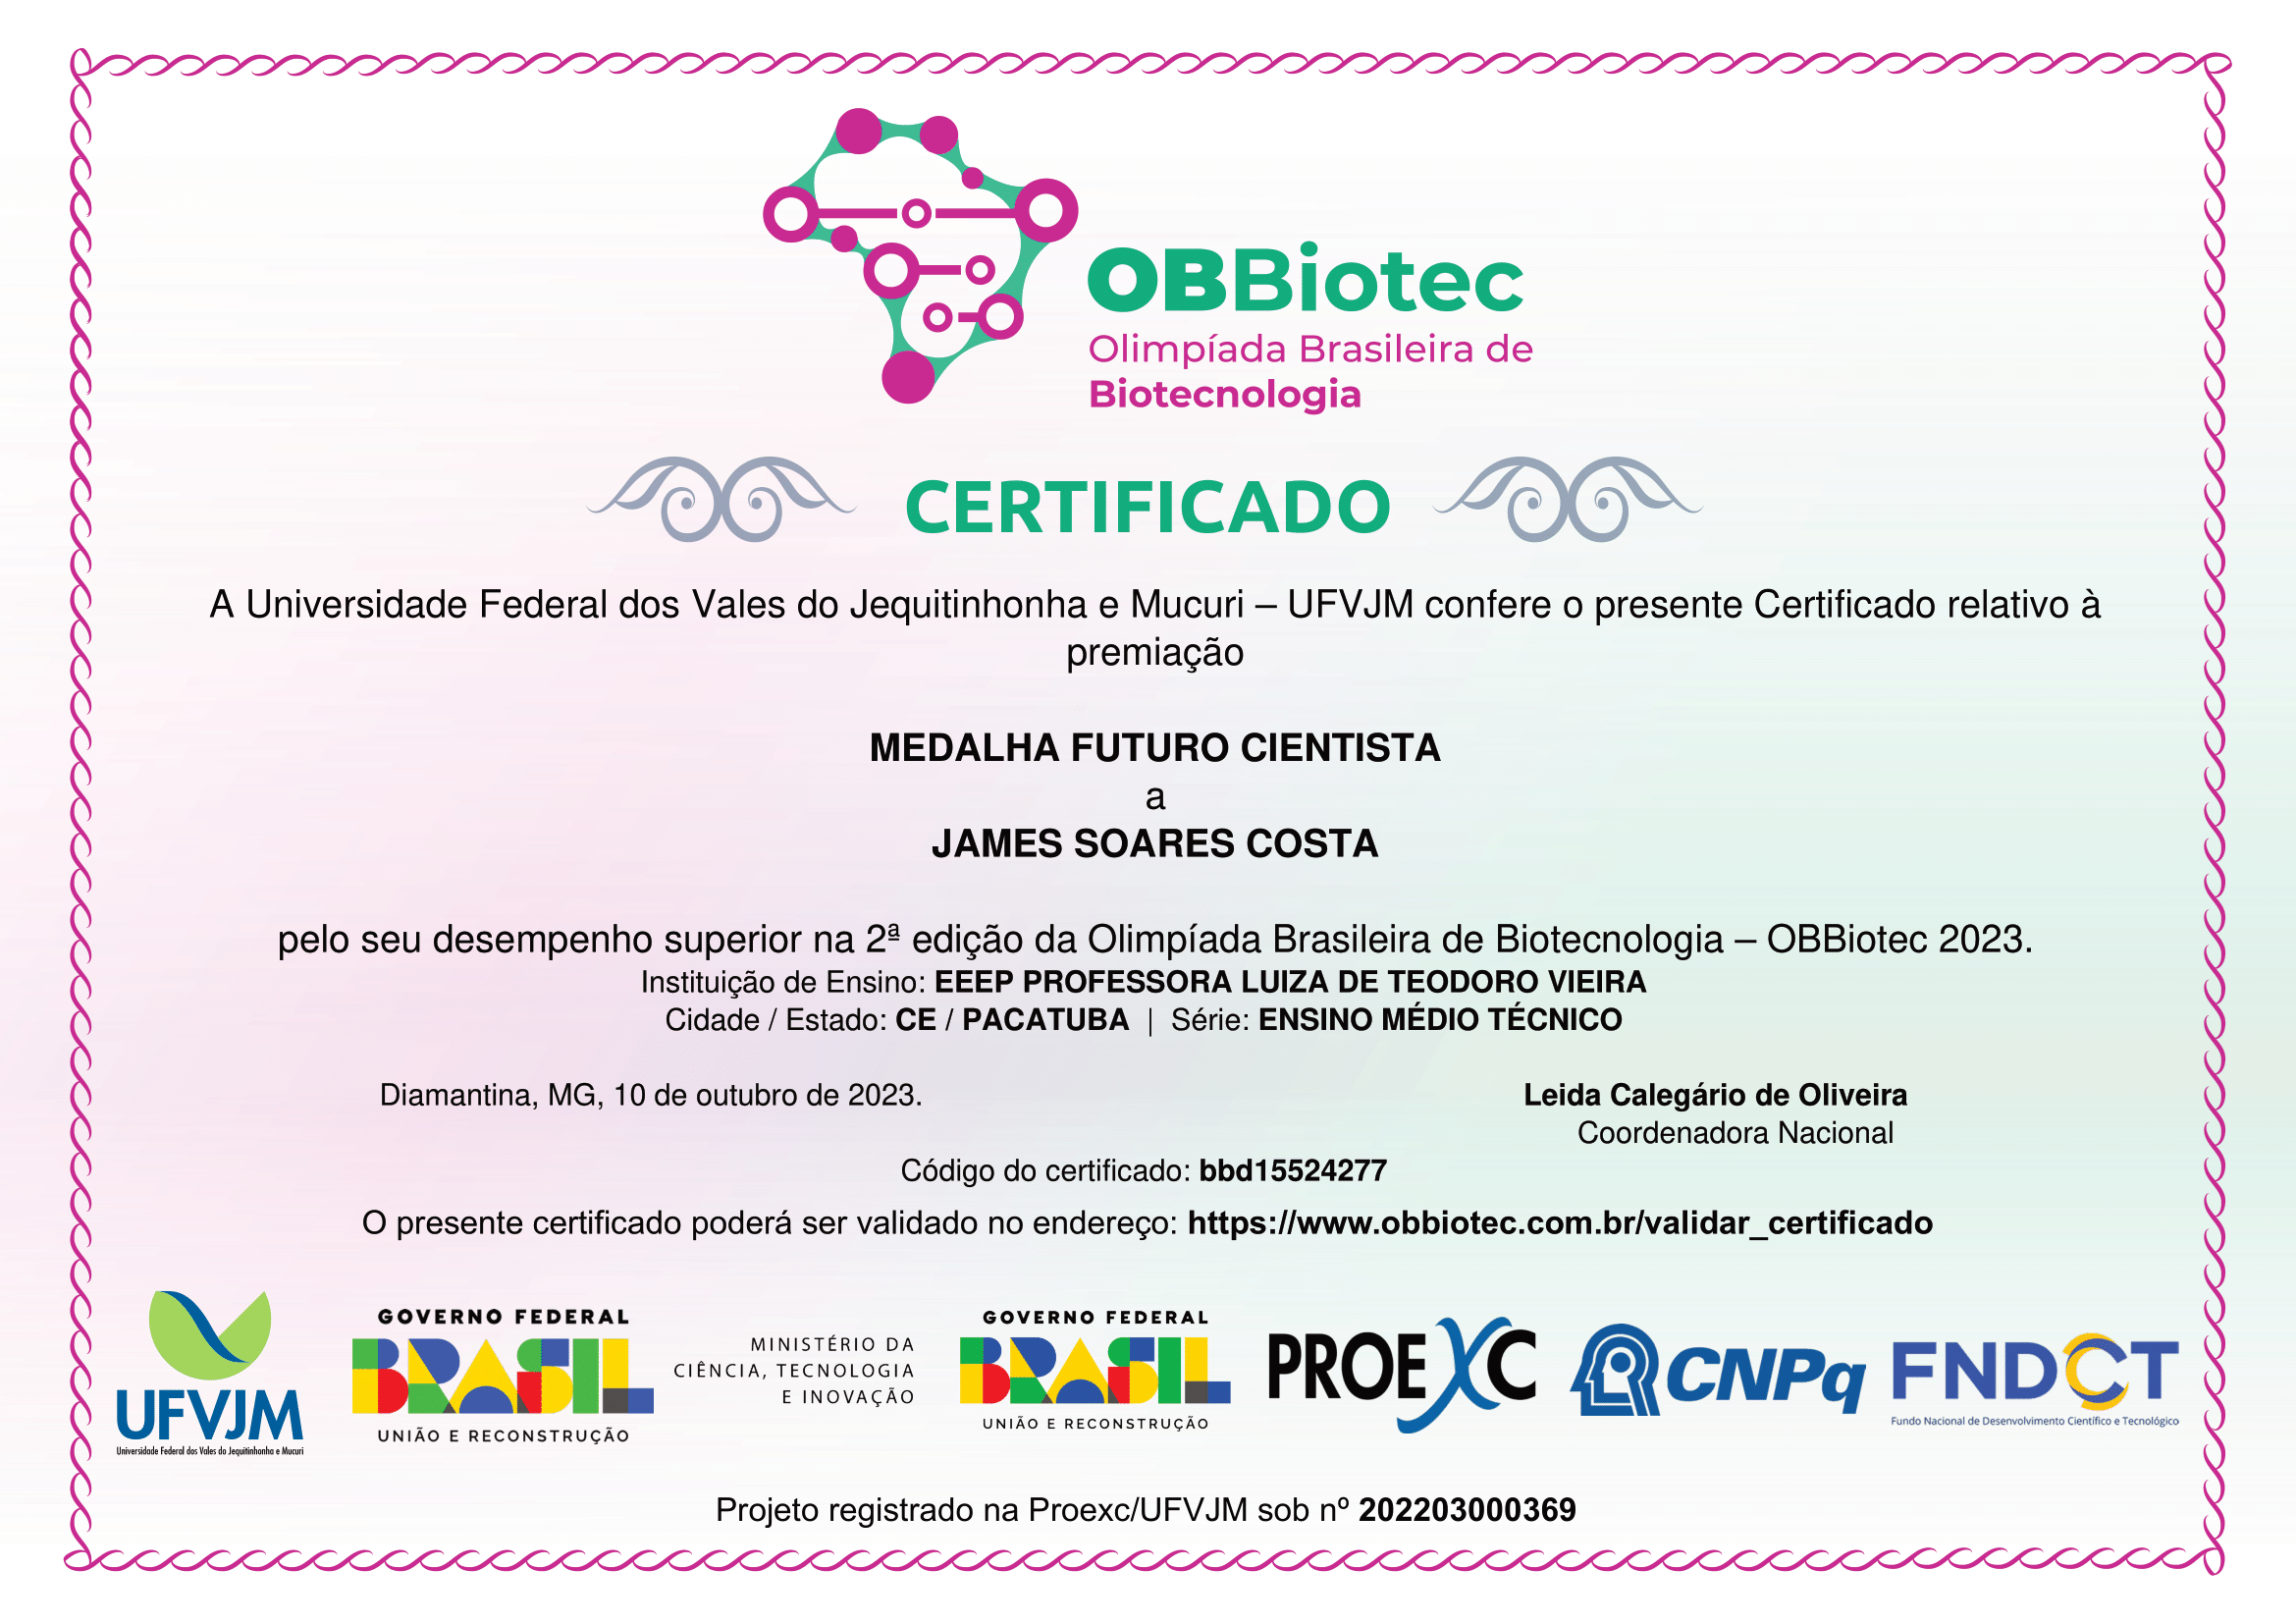 OBBiotec
Olimpíada Brasileira de
Biotecnologia
CERTIFICADO
A Universidade Federal dos Vales do Jequitinhonha e Mucuri – UFVJM confere o presente Certificado relativo à
premiação
MEDALHA FUTURO CIENTISTA
a
JAMES SOARES COSTA
pelo seu desempenho superior na 2ª edição da Olimpíada Brasileira de Biotecnologia – OBBiotec 2023.
Instituição de Ensino: EEEP PROFESSORA LUIZA DE TEODORO VIEIRA
Cidade / Estado: CE / PACATUBA | Série: ENSINO MÉDIO TÉCNICO
Diamantina, MG, 10 de outubro de 2023.
Leida Calegário de Oliveira
Coordenadora Nacional
Código do certificado: bbd15524277
O presente certificado poderá ser validado no endereço: https://www.obbiotec.com.br/validar_certificado
UFVJM
Universidade Federal dos Vales do Jequitinhonha e Mucuri
GOVERNO FEDERAL
BRASIL
UNIÃO E RECONSTRUÇÃO
MINISTÉRIO DA
CIÊNCIA, TECNOLOGIA
E INOVAÇÃO
GOVERNO FEDERAL
BRASIL
UNIÃO E RECONSTRUÇÃO
PROEXC
CNPq
FNDCT
Fundo Nacional de Desenvolvimento Científico e Tecnológico
Projeto registrado na Proexc/UFVJM sob nº 202203000369